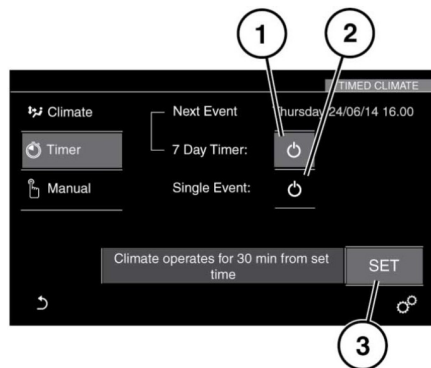 1
2
TIMED CLIMATE
Climate
Next Event Thursday 24/06/14 16.00
Timer
7 Day Timer:
Manual
Single Event:
Climate operates for 30 min from set
time
SET
3